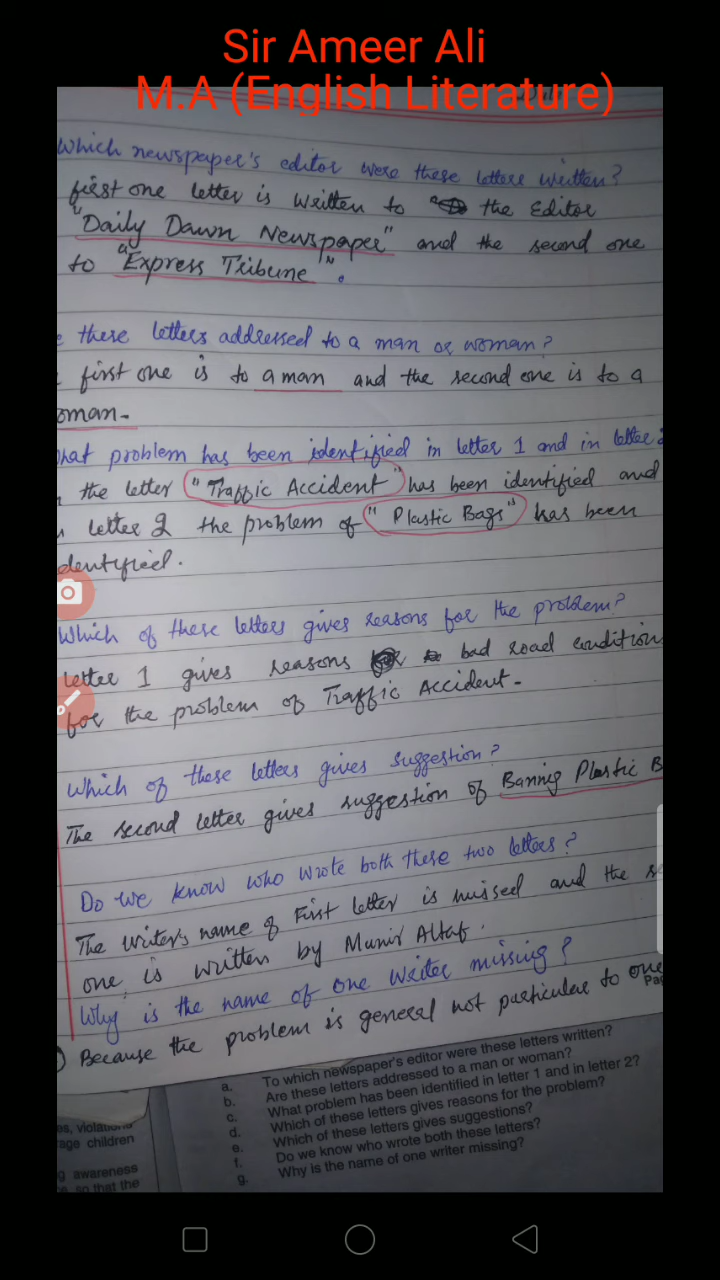 Sir Ameer Ali
M.A (English Literature)
Which newspaper's editor were these letters written?
first one letter is written to the Editor
"Daily Dawn Newspaper" and the second one
to "Express Tribune".
these letters addressed to a man or woman?
first one is to a man and the second one is to a
oman-
hat problem has been identified in letter 1 and in letter 2
the letter "Traffic Accident" has been identified and
letter 2 the problem of "Plastic Bags" has been
dentified.
Which of these letters gives reasons for the problem?
letter 1 gives reasons bad road condition
for the problem of Traffic Accident-
Which of these letters gives suggestion?
The second letter gives suggestion of Bannig Plastic B
Do we know who wrote both these two letters?
The writer's name of First letter is missed and the se
one, is written by Munir Altaf.
Why is the name of one writer missing?
Because the problem is general not particular to one
Pag
a. To which newspaper's editor were these letters written?
b. Are these letters addressed to a man or woman?
c. What problem has been identified in letter 1 and in letter 2?
d. Which of these letters gives reasons for the problem?
e. Which of these letters gives suggestions?
f. Do we know who wrote both these letters?
g. Why is the name of one writer missing?
es,
age children
g awareness
so that the